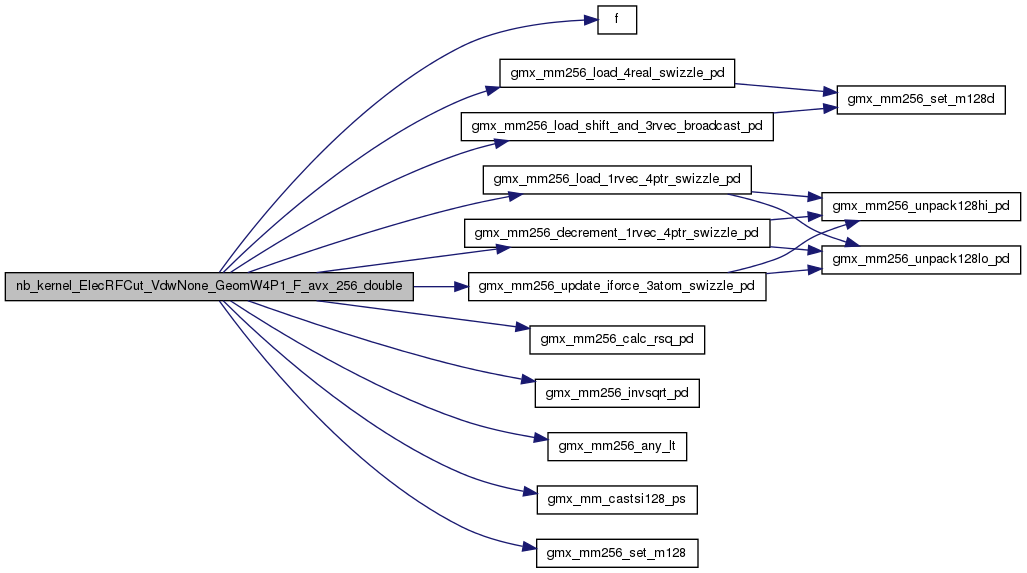 f
gmx_mm256_load_4real_swizzle_pd
gmx_mm256_set_m128d
gmx_mm256_load_shift_and_3rvec_broadcast_pd
gmx_mm256_load_1rvec_4ptr_swizzle_pd
gmx_mm256_unpack128hi_pd
gmx_mm256_decrement_1rvec_4ptr_swizzle_pd
gmx_mm256_unpack128lo_pd
nb_kernel_ElecRFCut_VdwNone_GeomW4P1_F_avx_256_double
gmx_mm256_update_iforce_3atom_swizzle_pd
gmx_mm256_calc_rsq_pd
gmx_mm256_invsqrt_pd
gmx_mm256_any_lt
gmx_mm_castsi128_ps
gmx_mm256_set_m128